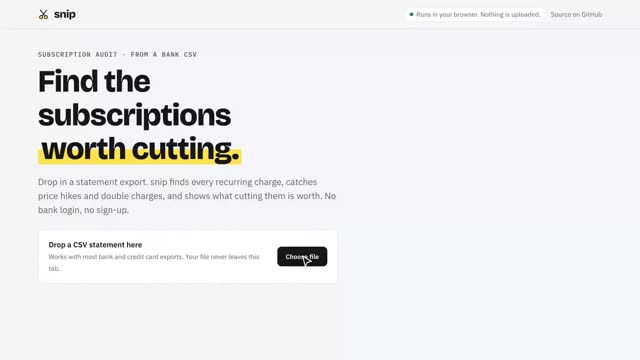 snip
Runs in your browser. Nothing is uploaded.
Source on GitHub
SUBSCRIPTION AUDIT · FROM A BANK CSV
Find the
subscriptions
worth cutting.
Drop in a statement export. snip finds every recurring charge, catches
price hikes and double charges, and shows what cutting them is worth. No
bank login, no sign-up.
Drop a CSV statement here
Works with most bank and credit card exports. Your file never leaves this
tab.
Choose file